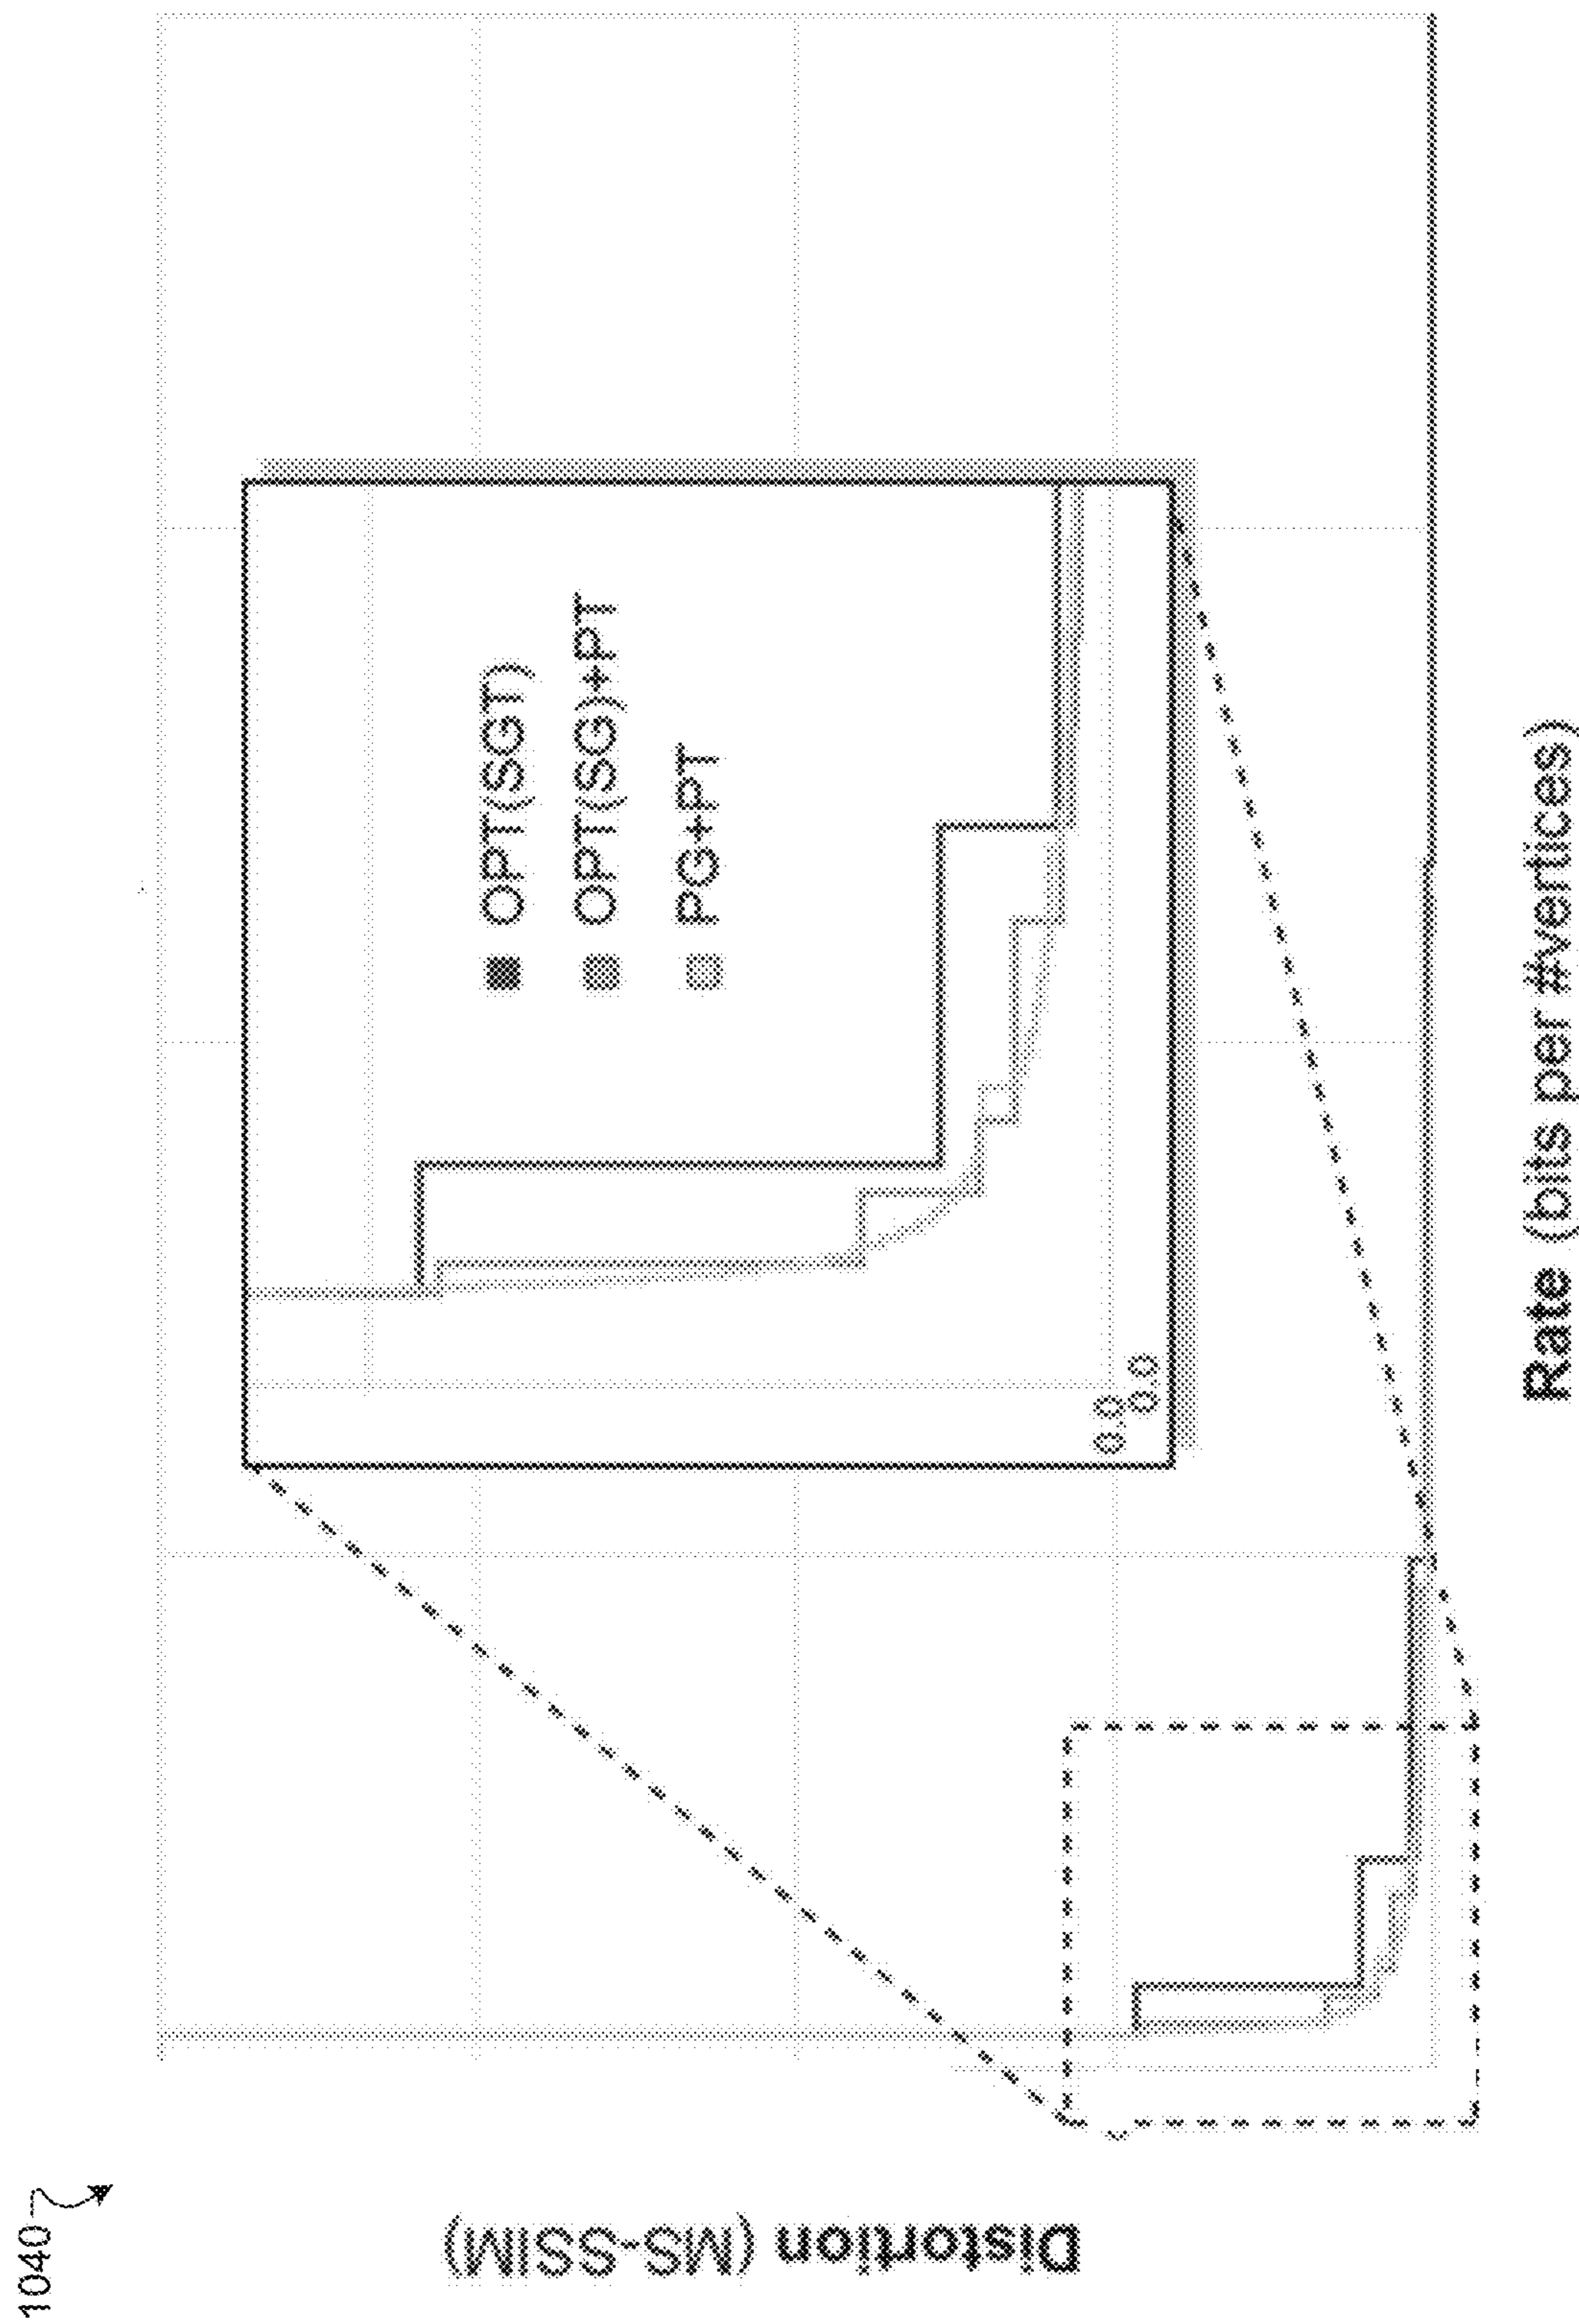 1040
Distortion (MS-SSIM)
OPT(SGT)
OPT(SG)+PT
PG+PT
0.0
0.0
Rate (bits per #vertices)